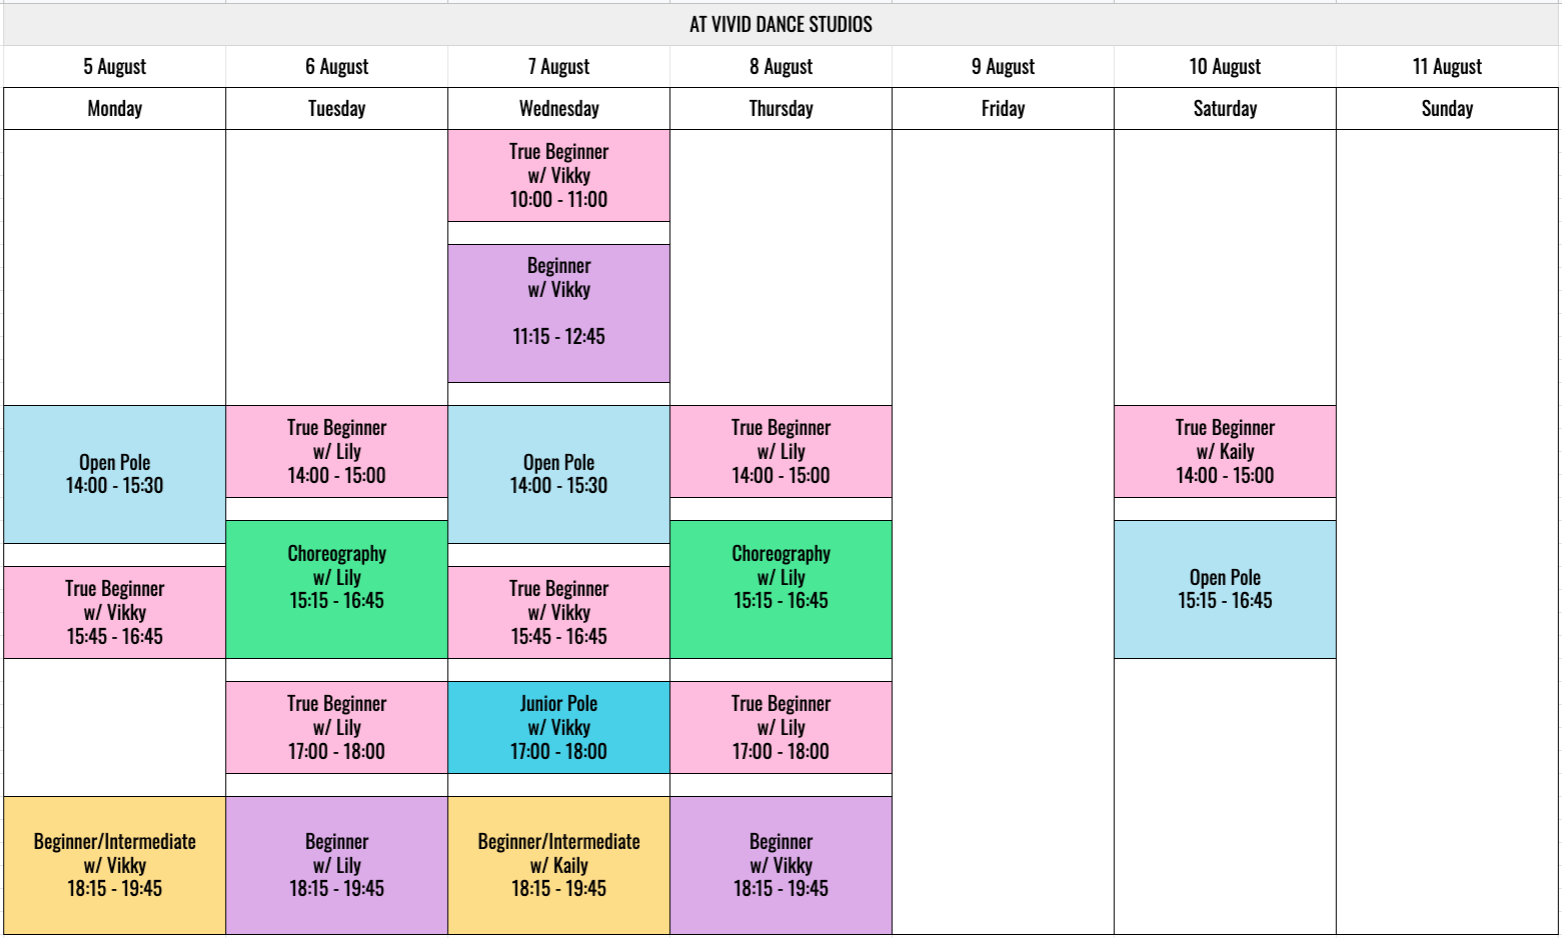 AT VIVID DANCE STUDIOS
5 August
6 August
7 August
8 August
9 August
10 August
11 August
Monday
Tuesday
Wednesday
Thursday
Friday
Saturday
Sunday
True Beginner
w/ Vikky
10:00 - 11:00
Beginner
w/ Vikky
11:15 - 12:45
Open Pole
14:00 - 15:30
True Beginner
w/ Lily
14:00 - 15:00
Open Pole
14:00 - 15:30
True Beginner
w/ Lily
14:00 - 15:00
True Beginner
w/ Kaily
14:00 - 15:00
Choreography
w/ Lily
15:15 - 16:45
Choreography
w/ Lily
15:15 - 16:45
Open Pole
15:15 - 16:45
True Beginner
w/ Vikky
15:45 - 16:45
True Beginner
w/ Vikky
15:45 - 16:45
True Beginner
w/ Lily
17:00 - 18:00
Junior Pole
w/ Vikky
17:00 - 18:00
True Beginner
w/ Lily
17:00 - 18:00
Beginner/Intermediate
w/ Vikky
18:15 - 19:45
Beginner
w/ Lily
18:15 - 19:45
Beginner/Intermediate
w/ Kaily
18:15 - 19:45
Beginner
w/ Vikky
18:15 - 19:45